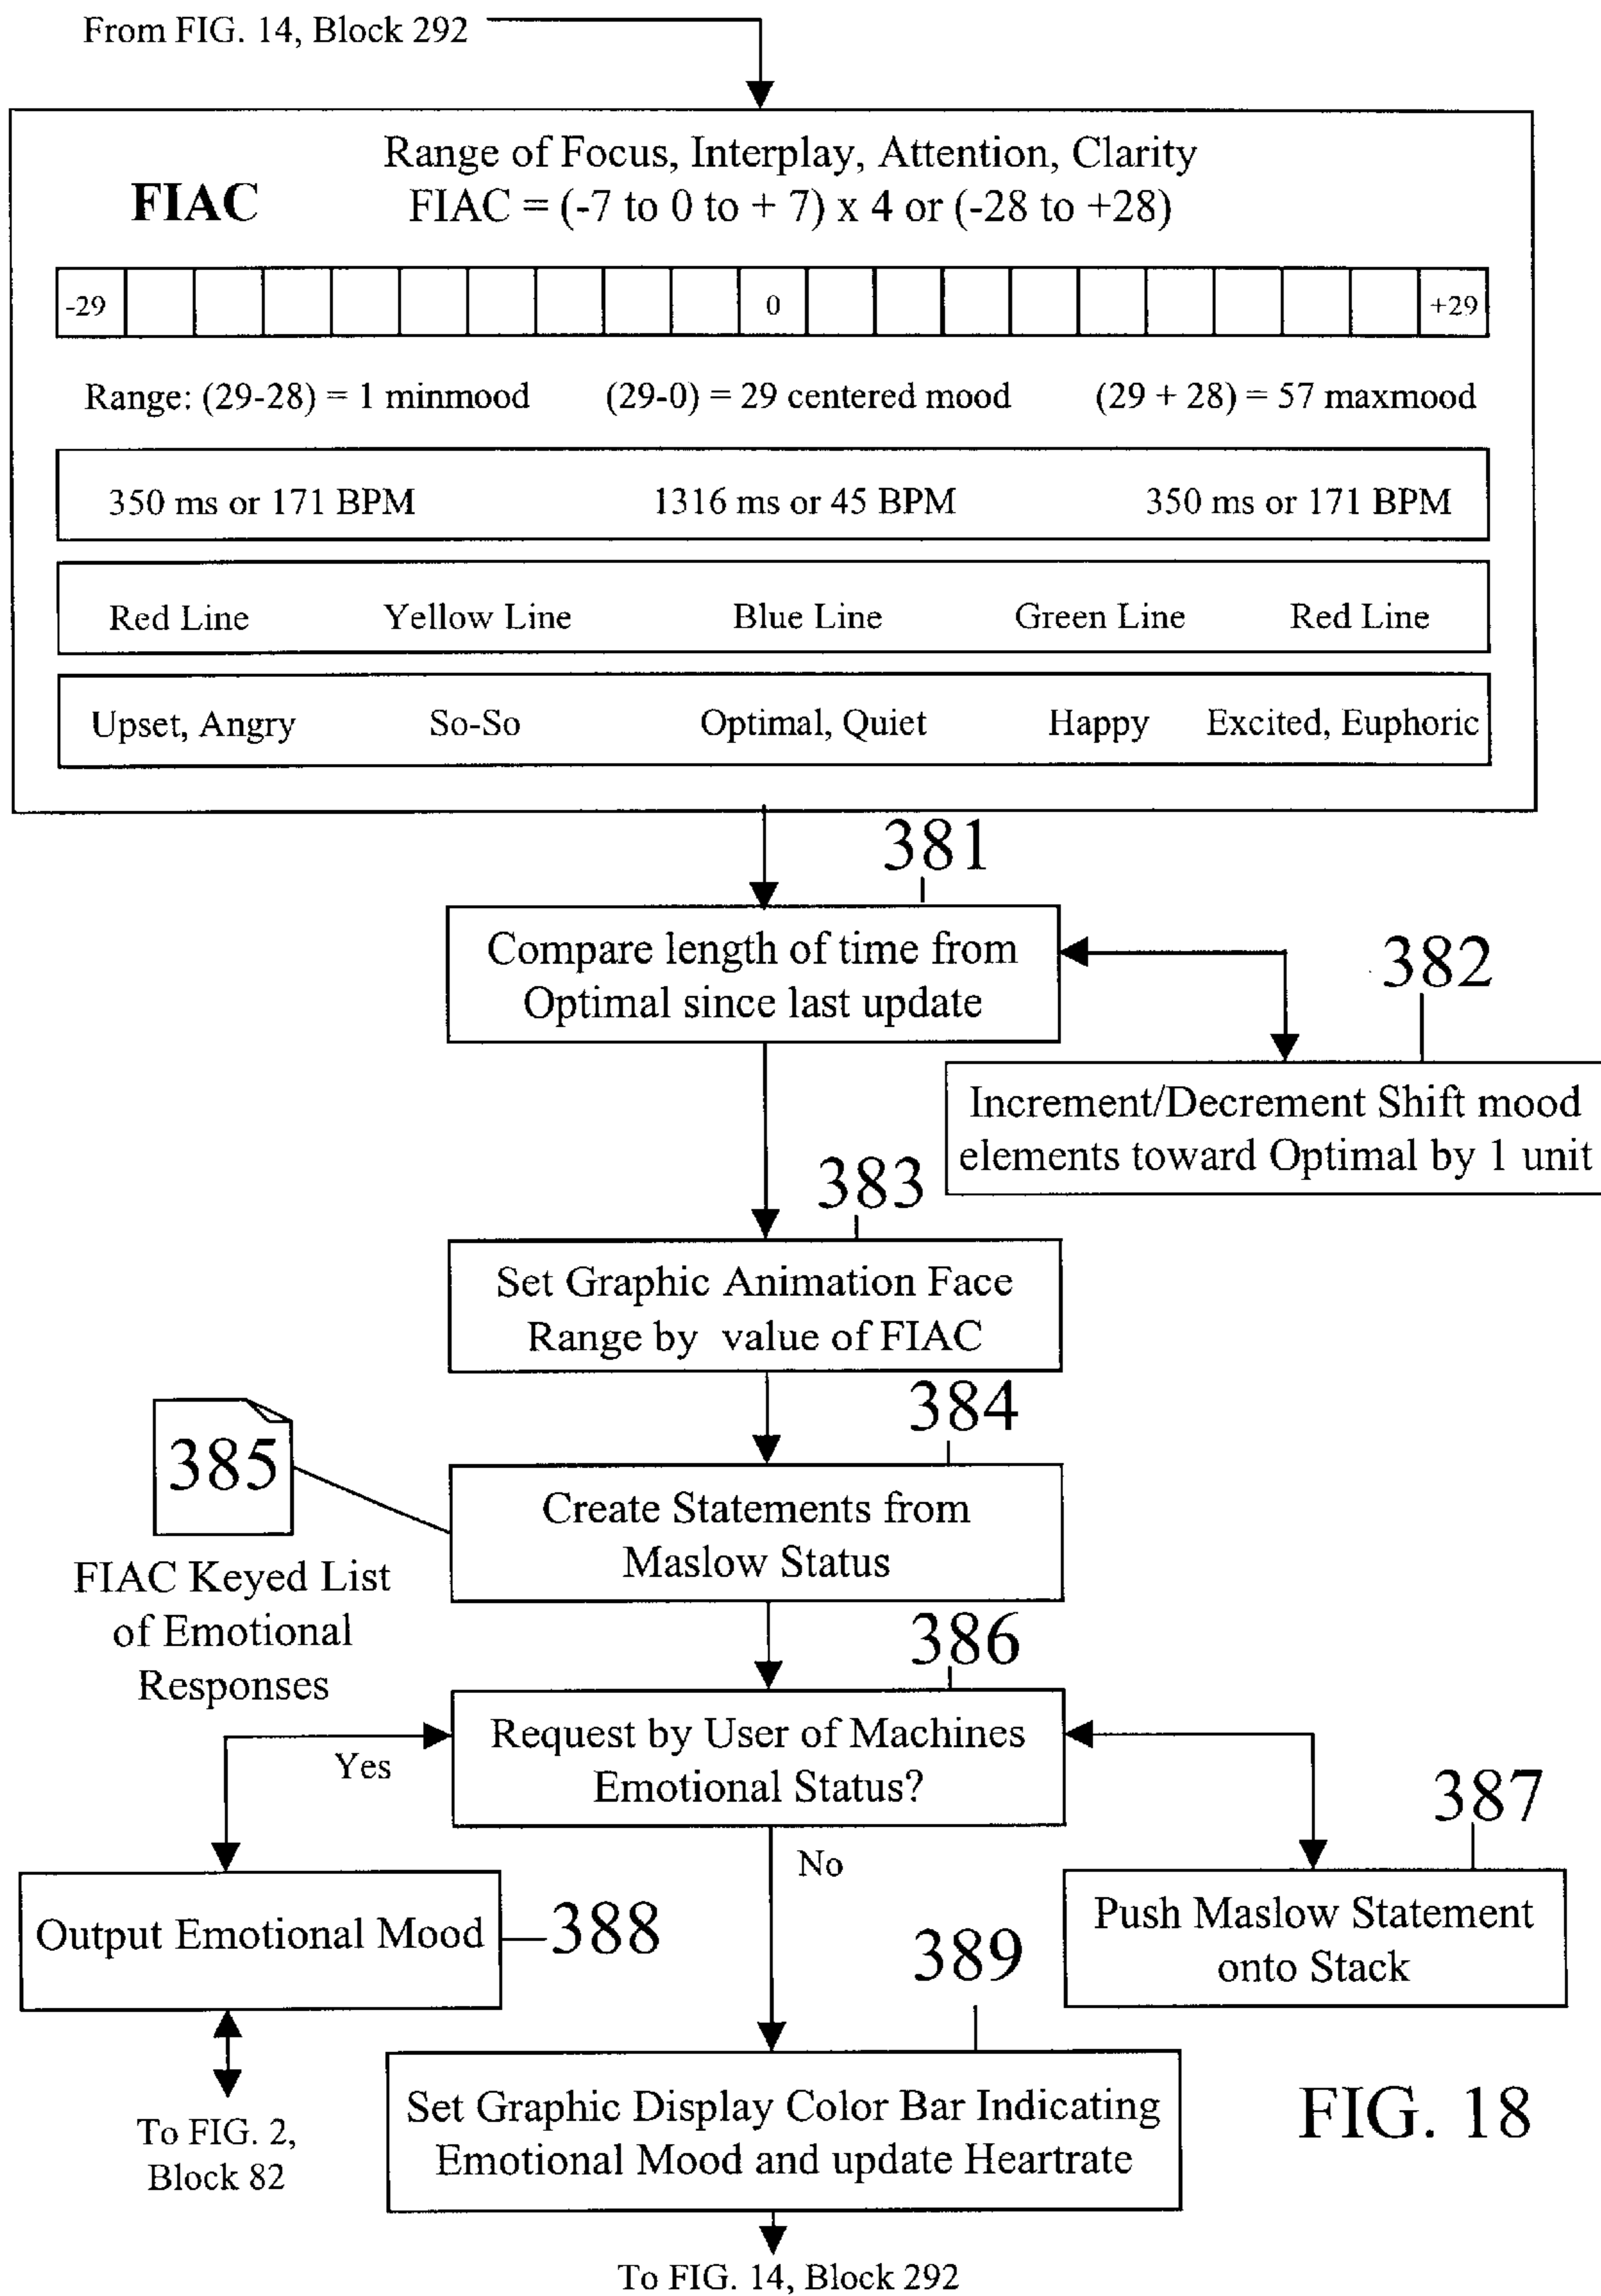 From FIG. 14, Block 292
Range of Focus, Interplay, Attention, Clarity
FIAC
FIAC = (-7 to 0 to + 7) x 4 or (-28 to +28)
-29 0 +29
Range: (29-28) = 1 minmood (29-0) = 29 centered mood (29 + 28) = 57 maxmood
350 ms or 171 BPM 1316 ms or 45 BPM 350 ms or 171 BPM
Red Line Yellow Line Blue Line Green Line Red Line
Upset, Angry So-So Optimal, Quiet Happy Excited, Euphoric
381
Compare length of time from
Optimal since last update
382
Increment/Decrement Shift mood
elements toward Optimal by 1 unit
383
Set Graphic Animation Face
Range by value of FIAC
384
385
Create Statements from
Maslow Status
FIAC Keyed List
of Emotional
Responses
386
Request by User of Machines
Emotional Status?
Yes
387
No
Push Maslow Statement
onto Stack
Output Emotional Mood
388
389
Set Graphic Display Color Bar Indicating
Emotional Mood and update Heartrate
To FIG. 2,
Block 82
FIG. 18
To FIG. 14, Block 292